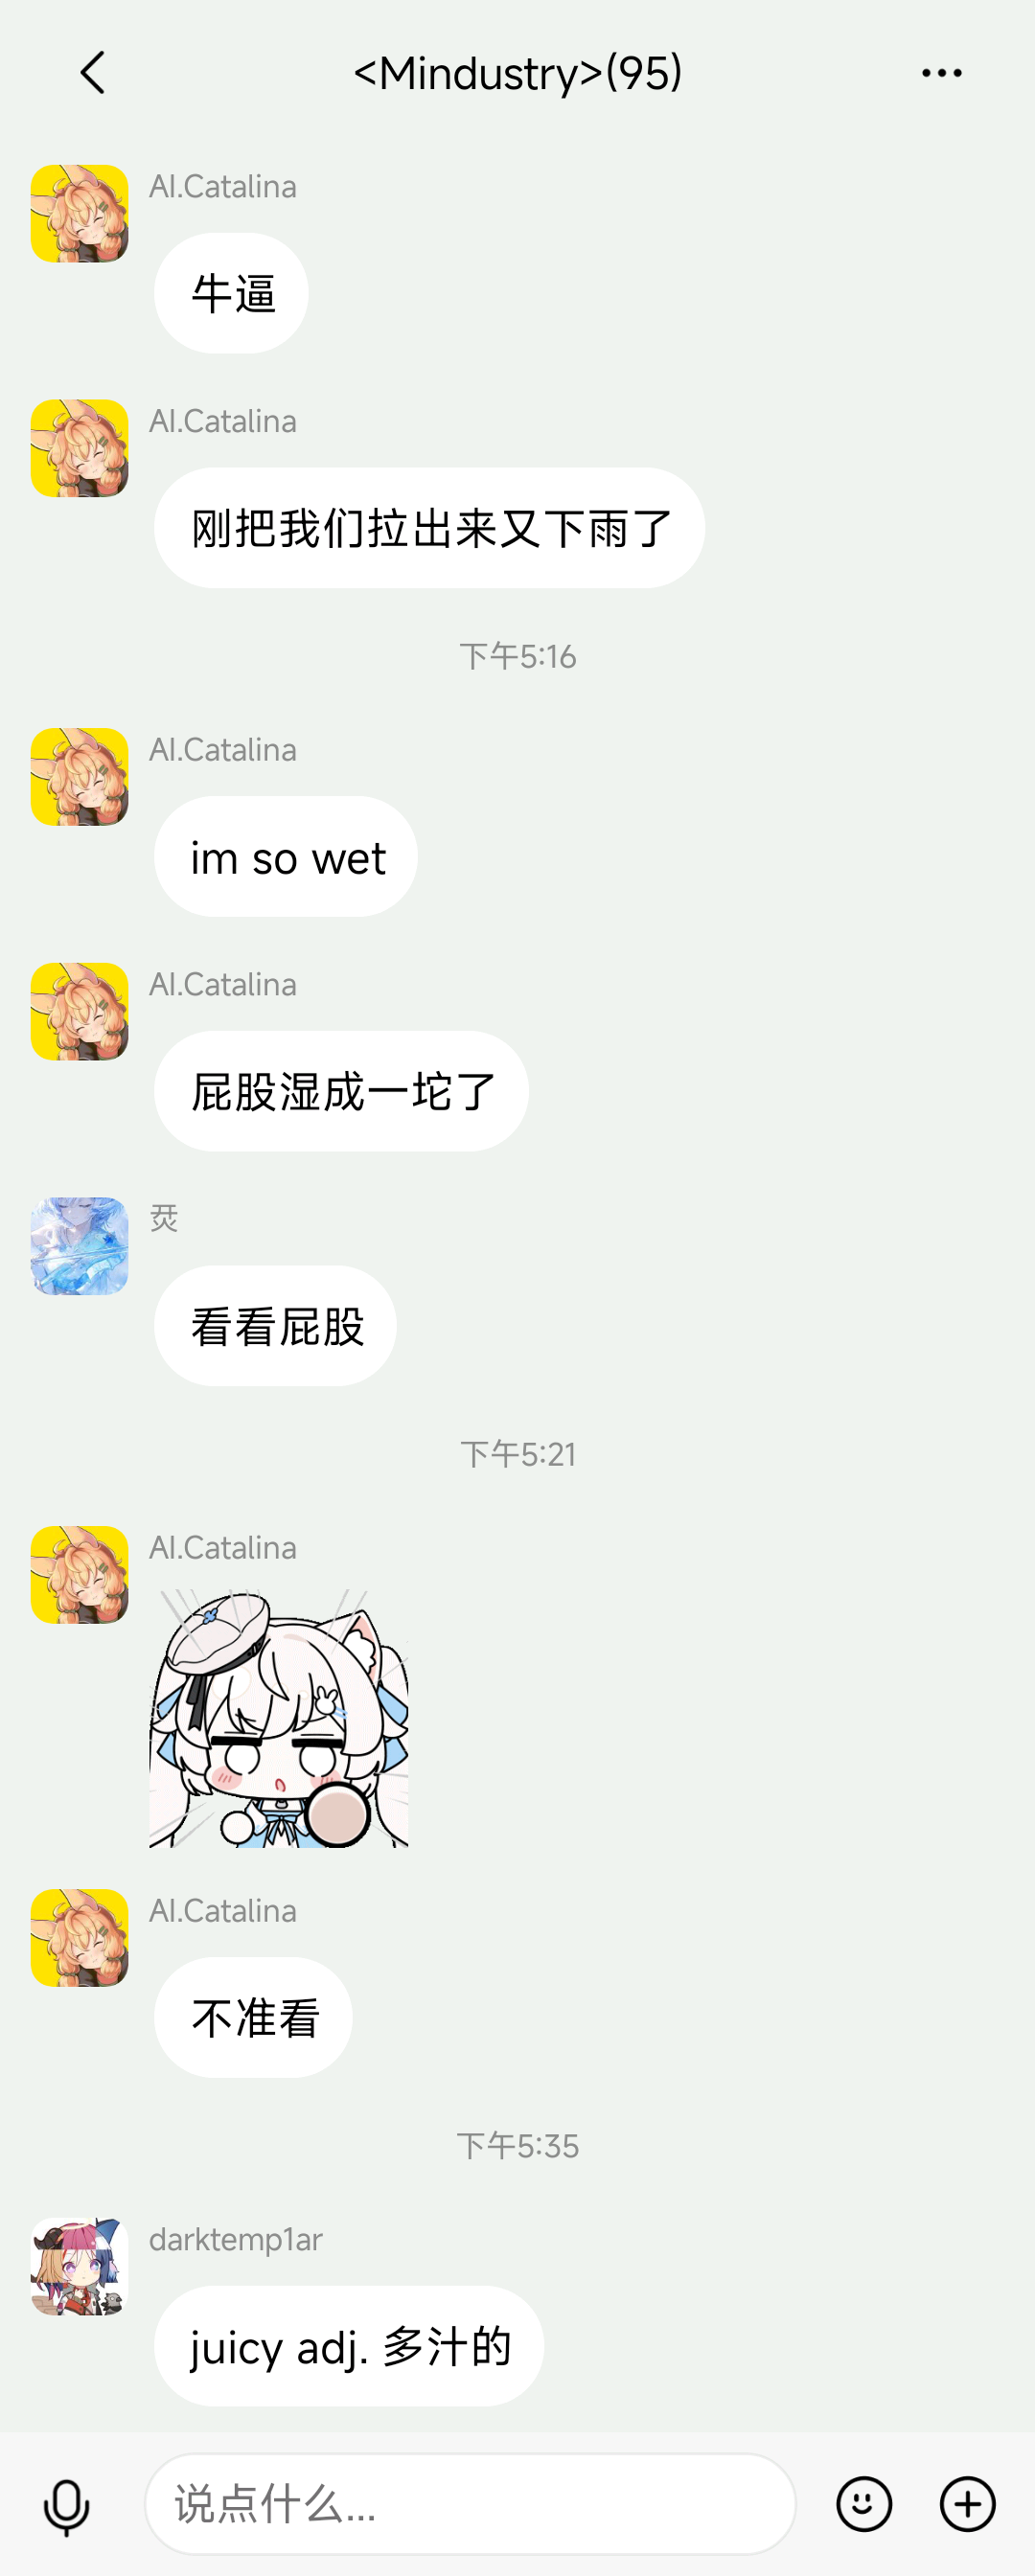 <Mindustry>(95)
AI.Catalina
牛逼
AI.Catalina
刚把我们拉出来又下雨了
下午5:16
AI.Catalina
im so wet
AI.Catalina
屁股湿成一坨了
烎
看看屁股
下午5:21
AI.Catalina
AI.Catalina
不准看
下午5:35
darktemp1ar
juicy adj. 多汁的
说点什么...